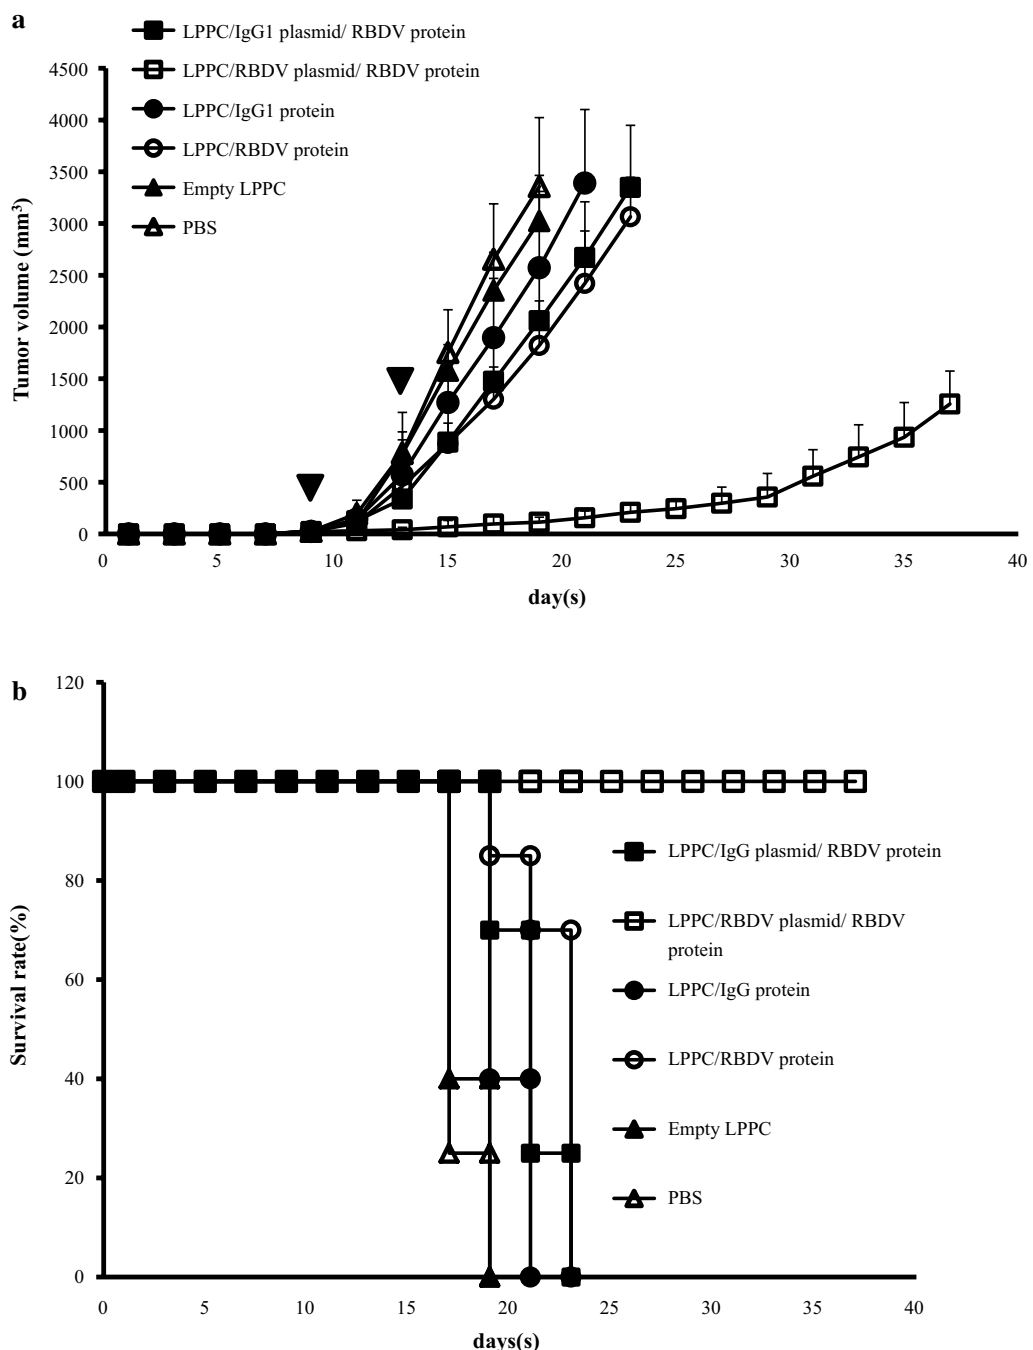 a
LPPC/IgG1 plasmid/ RBDV protein
LPPC/RBDV plasmid/ RBDV protein
LPPC/IgG1 protein
LPPC/RBDV protein
Empty LPPC
PBS
Tumor volume (mm³)
4500
4000
3500
3000
2500
2000
1500
1000
500
0
0 5 10 15 20 25 30 35 40
day(s)
b
Survival rate(%)
120
100
80
60
40
20
0
LPPC/IgG plasmid/ RBDV protein
LPPC/RBDV plasmid/ RBDV
protein
LPPC/IgG protein
LPPC/RBDV protein
Empty LPPC
PBS
0 5 10 15 20 25 30 35 40
days(s)